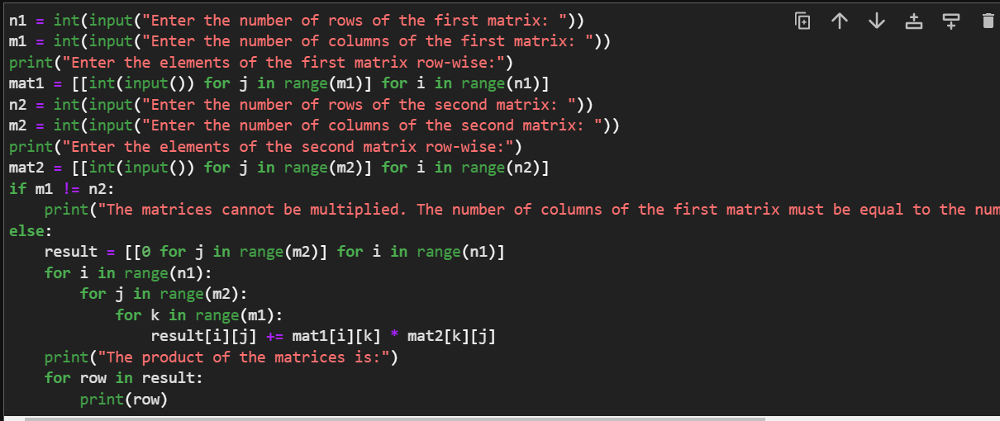 n1 = int(input("Enter the number of rows of the first matrix: "))
m1 = int(input("Enter the number of columns of the first matrix: "))
print("Enter the elements of the first matrix row-wise:")
mat1 = [[int(input()) for j in range(m1)] for i in range(n1)]
n2 = int(input("Enter the number of rows of the second matrix: "))
m2 = int(input("Enter the number of columns of the second matrix: "))
print("Enter the elements of the second matrix row-wise:")
mat2 = [[int(input()) for j in range(m2)] for i in range(n2)]
if m1 != n2:
    print("The matrices cannot be multiplied. The number of columns of the first matrix must be equal to the num
else:
    result = [[0 for j in range(m2)] for i in range(n1)]
    for i in range(n1):
        for j in range(m2):
            for k in range(m1):
                result[i][j] += mat1[i][k] * mat2[k][j]
    print("The product of the matrices is:")
    for row in result:
        print(row)